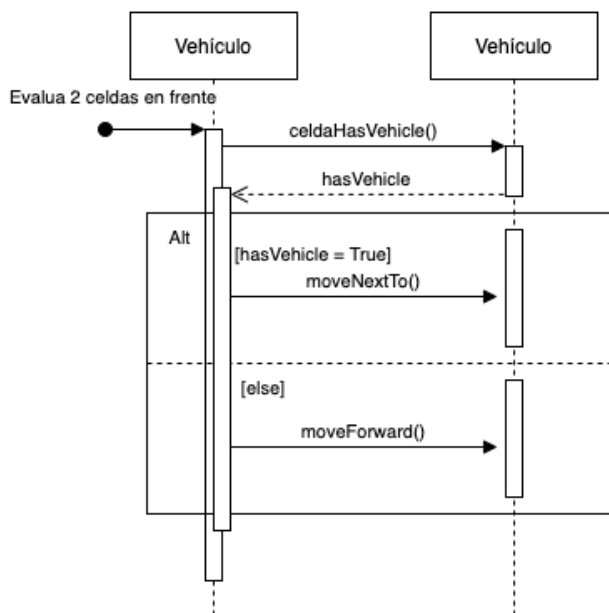 Vehículo
Vehículo
Evalua 2 celdas en frente
celdaHasVehicle()
hasVehicle
Alt
[hasVehicle = True]
moveNextTo()
[else]
moveForward()